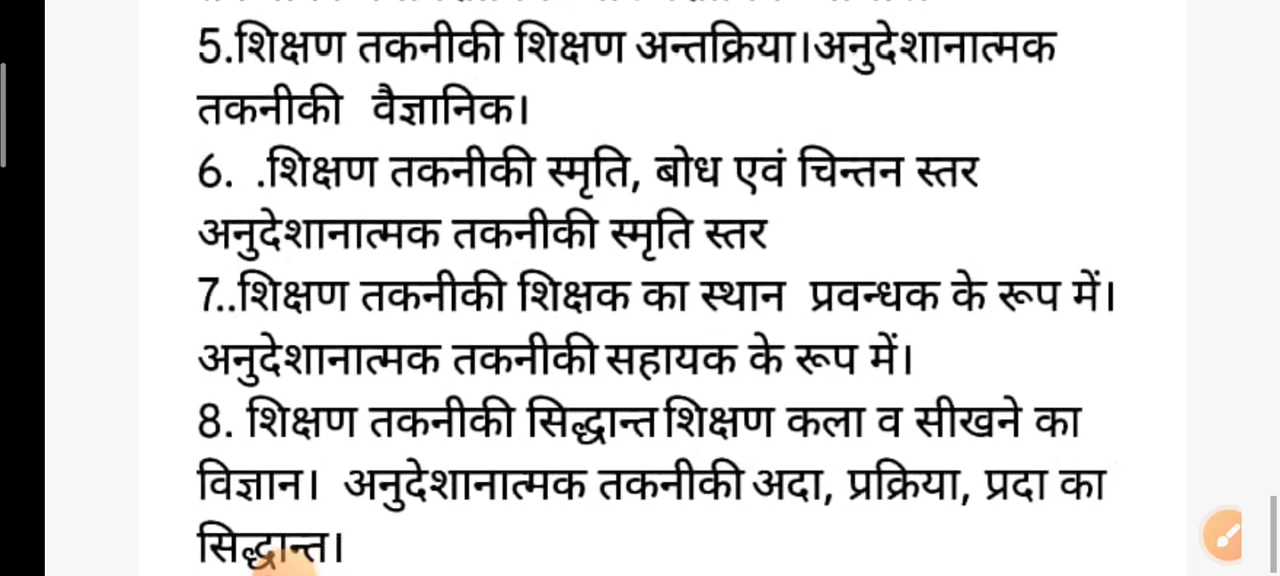 5.शिक्षण तकनीकी शिक्षण अन्तक्रिया।अनुदेशानात्मक
तकनीकी वैज्ञानिक।
6. .शिक्षण तकनीकी स्मृति, बोध एवं चिन्तन स्तर
अनुदेशानात्मक तकनीकी स्मृति स्तर
7..शिक्षण तकनीकी शिक्षक का स्थान प्रवन्धक के रूप में।
अनुदेशानात्मक तकनीकी सहायक के रूप में।
8. शिक्षण तकनीकी सिद्धान्त शिक्षण कला व सीखने का
विज्ञान। अनुदेशानात्मक तकनीकी अदा, प्रक्रिया, प्रदा का
सिद्धान्त।